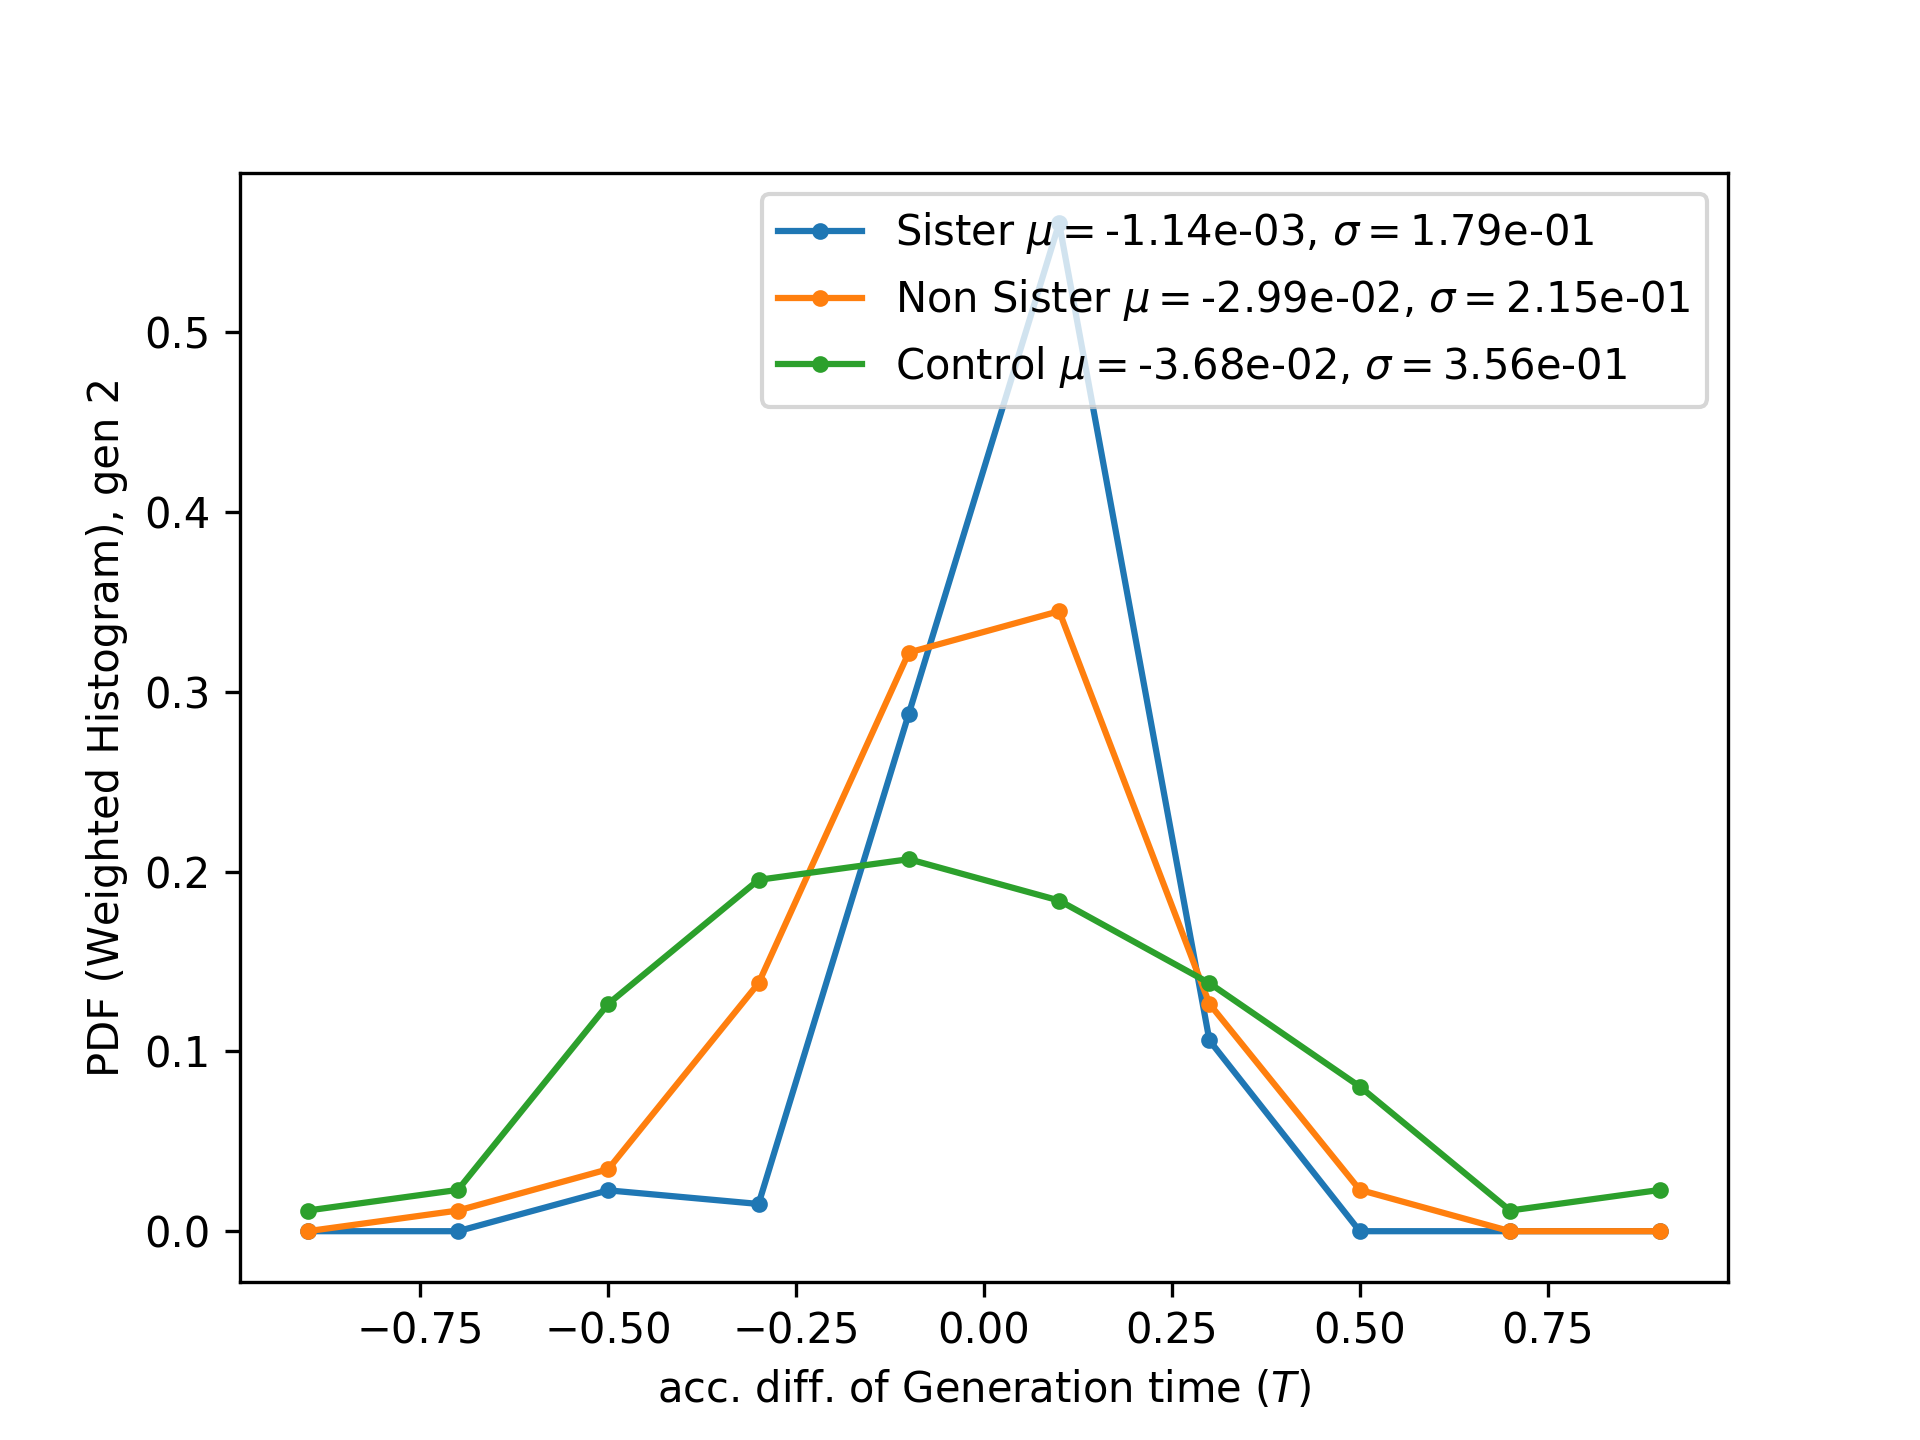 Sister μ = -1.14e-03, σ = 1.79e-01
Non Sister μ = -2.99e-02, σ = 2.15e-01
Control μ = -3.68e-02, σ = 3.56e-01
PDF (Weighted Histogram), gen 2
0.5
0.4
0.3
0.2
0.1
0.0
−0.75 −0.50 −0.25 0.00 0.25 0.50 0.75
acc. diff. of Generation time (T)